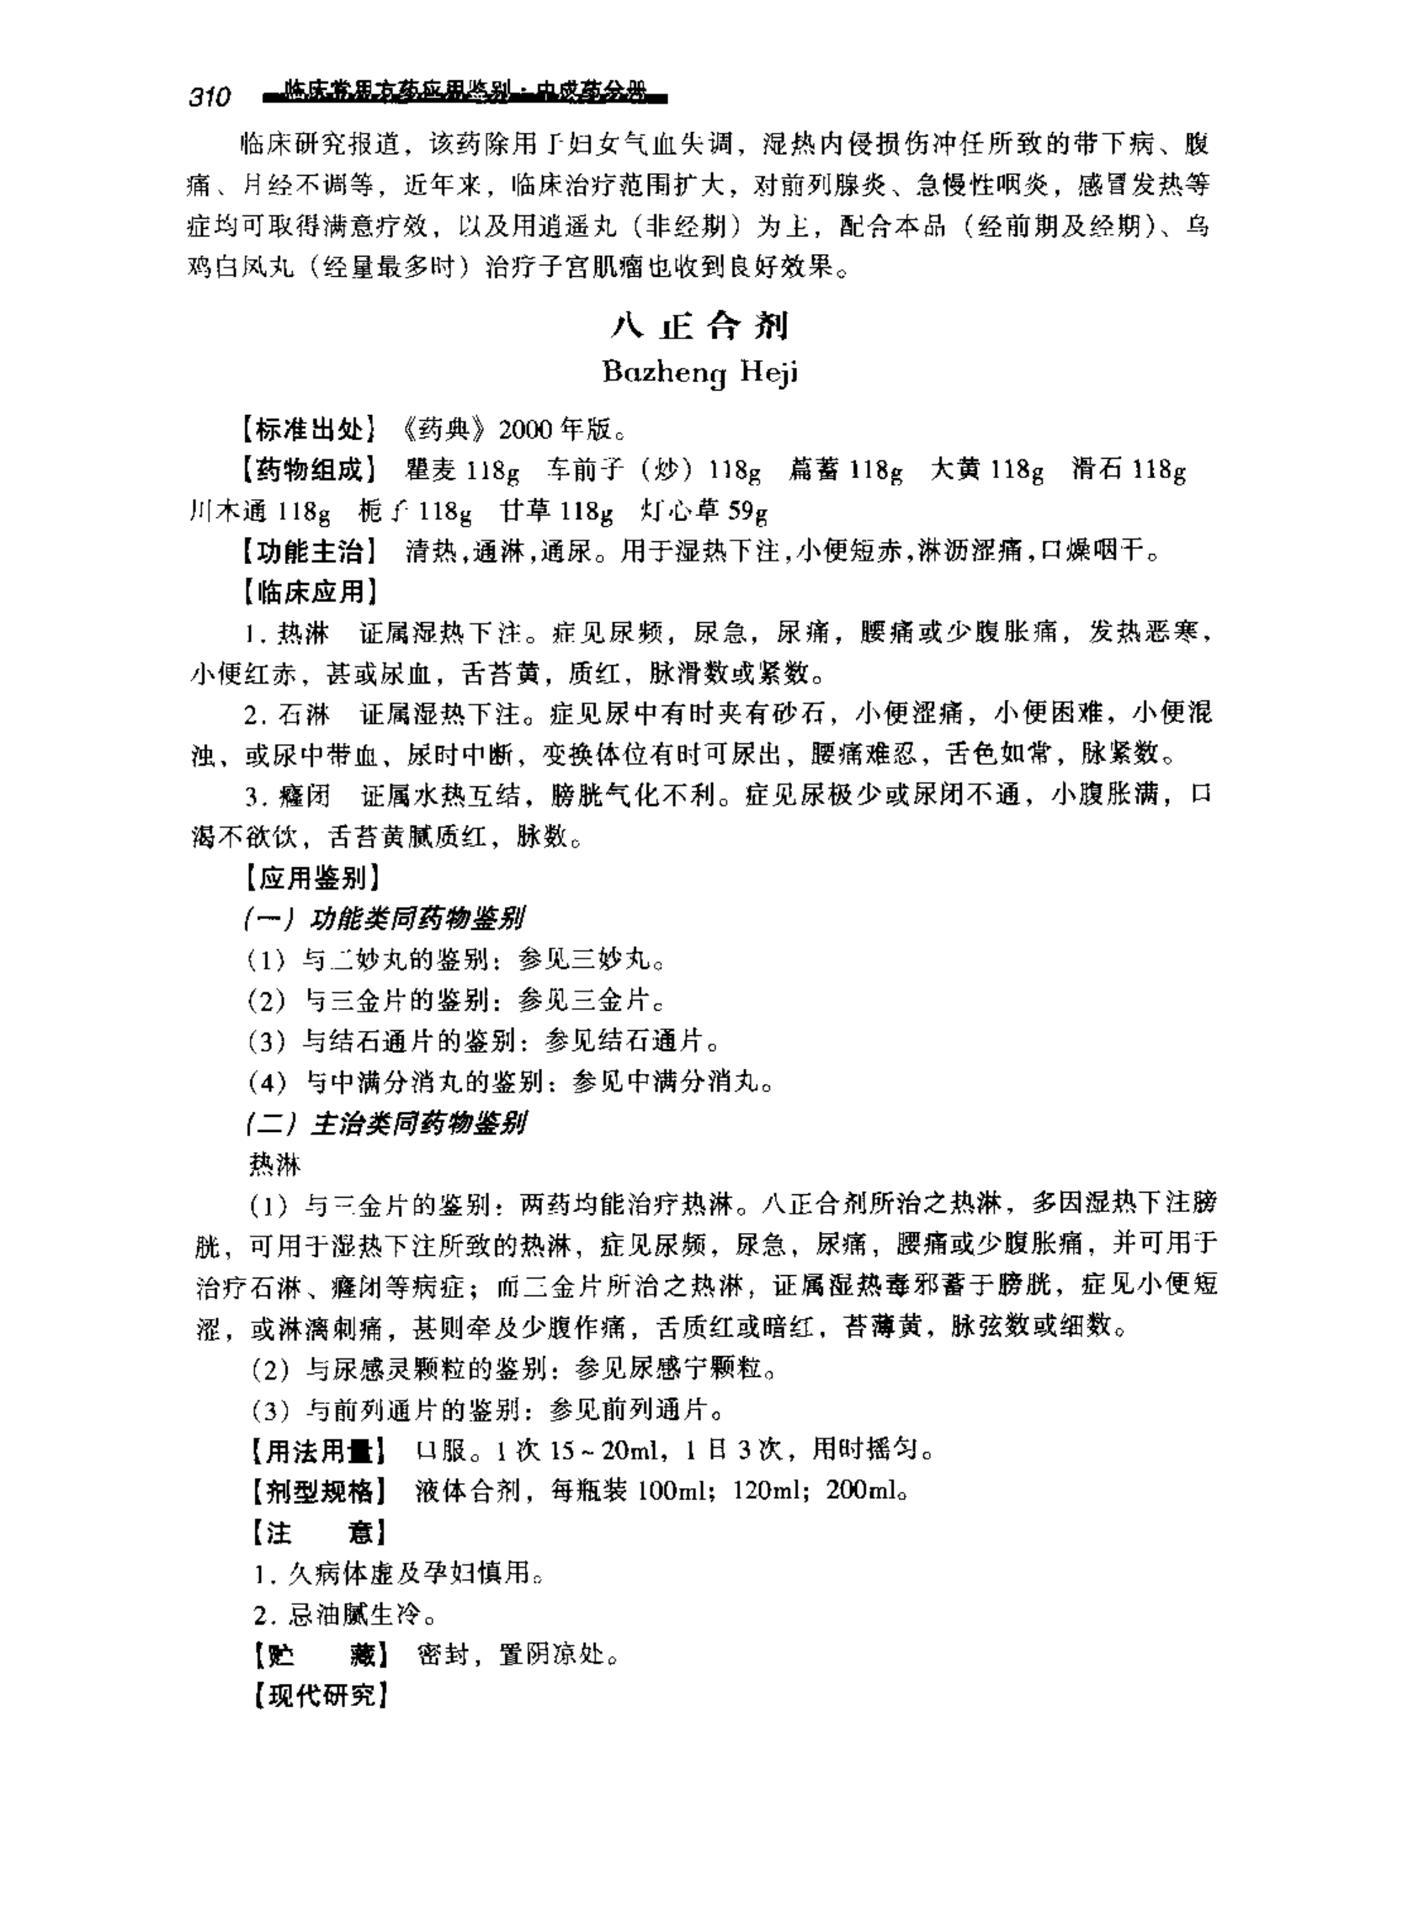 310 临床常用方药应用鉴别·中成药分册
临床研究报道，该药除用于妇女气血失调，湿热内侵损伤冲任所致的带下病、腹
痛、月经不调等，近年来，临床治疗范围扩大，对前列腺炎、急慢性咽炎，感冒发热等
症均可取得满意疗效，以及用逍遥丸（非经期）为主，配合本品（经前期及经期）、乌
鸡白凤丸（经量最多时）治疗子宫肌瘤也收到良好效果。
八正合剂
Bazheng Heji
【标准出处】《药典》2000年版。
【药物组成】 瞿麦118g 车前子（炒）118g 萹蓄118g 大黄118g 滑石118g
川木通118g 栀子118g 甘草118g 灯心草59g
【功能主治】 清热,通淋,通尿。用于湿热下注,小便短赤,淋沥涩痛,口燥咽干。
【临床应用】
1. 热淋 证属湿热下注。症见尿频，尿急，尿痛，腰痛或少腹胀痛，发热恶寒，
小便红赤，甚或尿血，舌苔黄，质红，脉滑数或紧数。
2. 石淋 证属湿热下注。症见尿中有时夹有砂石，小便涩痛，小便困难，小便混
浊，或尿中带血，尿时中断，变换体位有时可尿出，腰痛难忍，舌色如常，脉紧数。
3. 癃闭 证属水热互结，膀胱气化不利。症见尿极少或尿闭不通，小腹胀满，口
渴不欲饮，舌苔黄腻质红，脉数。
【应用鉴别】
（一）功能类同药物鉴别
（1）与二妙丸的鉴别：参见三妙丸。
（2）与三金片的鉴别：参见三金片。
（3）与结石通片的鉴别：参见结石通片。
（4）与中满分消丸的鉴别：参见中满分消丸。
（二）主治类同药物鉴别
热淋
（1）与三金片的鉴别：两药均能治疗热淋。八正合剂所治之热淋，多因湿热下注膀
胱，可用于湿热下注所致的热淋，症见尿频，尿急，尿痛，腰痛或少腹胀痛，并可用于
治疗石淋、癃闭等病症；而三金片所治之热淋，证属湿热毒邪蓄于膀胱，症见小便短
涩，或淋漓刺痛，甚则牵及少腹作痛，舌质红或暗红，苔薄黄，脉弦数或细数。
（2）与尿感灵颗粒的鉴别：参见尿感宁颗粒。
（3）与前列通片的鉴别：参见前列通片。
【用法用量】 口服。1次15～20ml，1日3次，用时摇匀。
【剂型规格】 液体合剂，每瓶装100ml；120ml；200ml。
【注 意】
1. 久病体虚及孕妇慎用。
2. 忌油腻生冷。
【贮 藏】 密封，置阴凉处。
【现代研究】